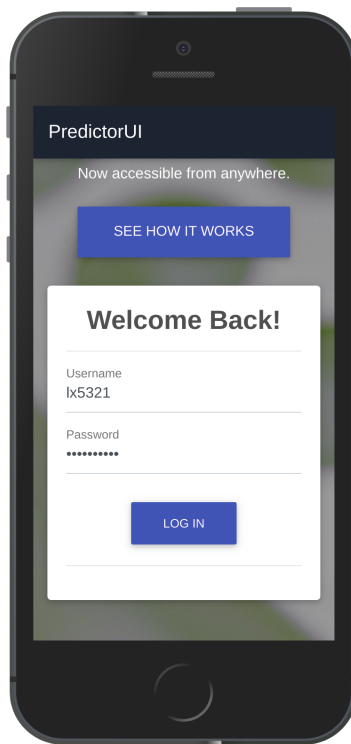 PredictorUI
Now accessible from anywhere.
SEE HOW IT WORKS
Welcome Back!
Username
lx5321
Password
••••••••••
LOG IN